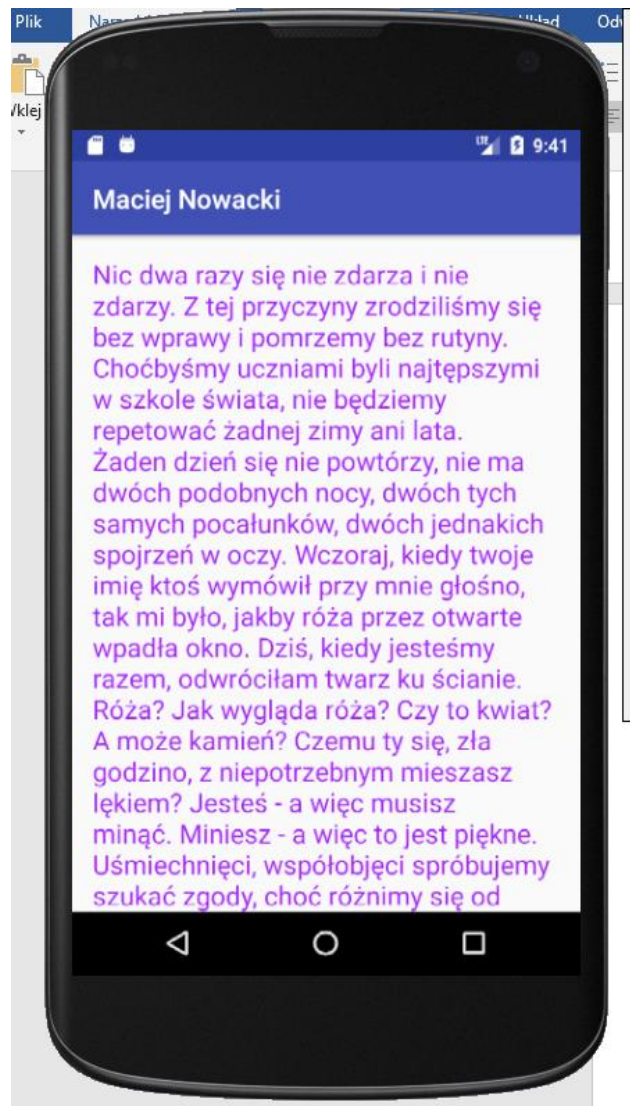 Plik
Wklej
LTE 9:41
Maciej Nowacki
Nic dwa razy się nie zdarza i nie
zdarzy. Z tej przyczyny zrodziliśmy się
bez wprawy i pomrzemy bez rutyny.
Choćbyśmy uczniami byli najtępszymi
w szkole świata, nie będziemy
repetować żadnej zimy ani lata.
Żaden dzień się nie powtórzy, nie ma
dwóch podobnych nocy, dwóch tych
samych pocałunków, dwóch jednakich
spojrzeń w oczy. Wczoraj, kiedy twoje
imię ktoś wymówił przy mnie głośno,
tak mi było, jakby róża przez otwarte
wpadła okno. Dziś, kiedy jesteśmy
razem, odwróciłam twarz ku ścianie.
Róża? Jak wygląda róża? Czy to kwiat?
A może kamień? Czemu ty się, zła
godzino, z niepotrzebnym mieszasz
lękiem? Jesteś - a więc musisz
minąć. Miniesz - a więc to jest piękne.
Uśmiechnięci, współobjęci spróbujemy
szukać zgody, choć różnimy się od